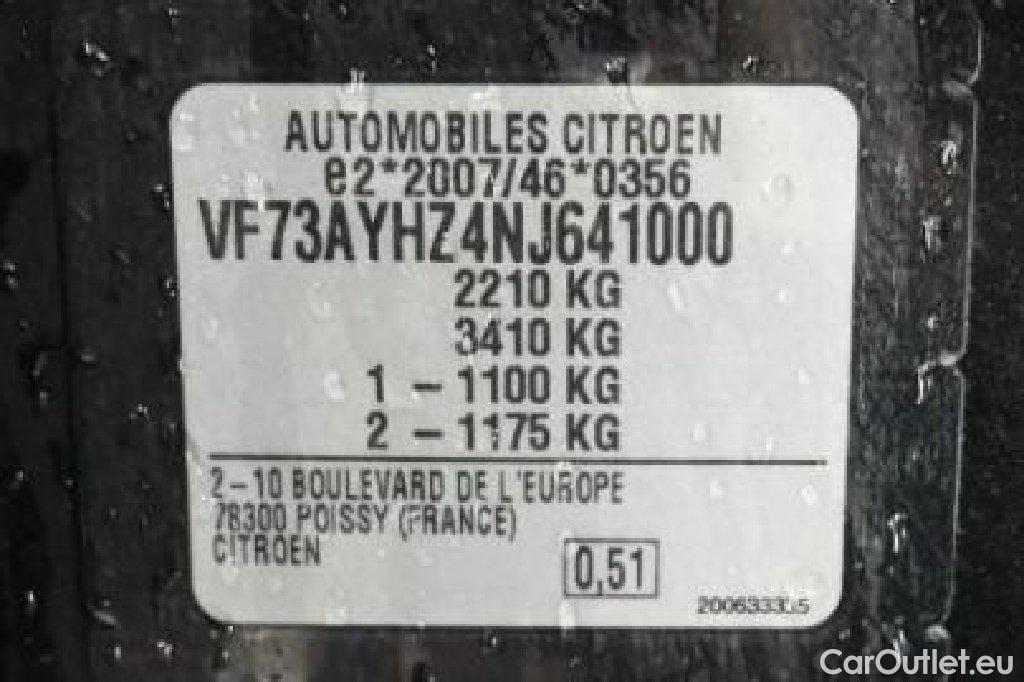 AUTOMOBILES CITROEN
e2*2007/46*0356
VF73AYHZ4NJ641000
2210 KG
3410 KG
1 – 1100 KG
2 – 1175 KG
2–10 BOULEVARD DE L'EUROPE
78300 POISSY (FRANCE)
CITROEN
0,51
CarOutlet.eu